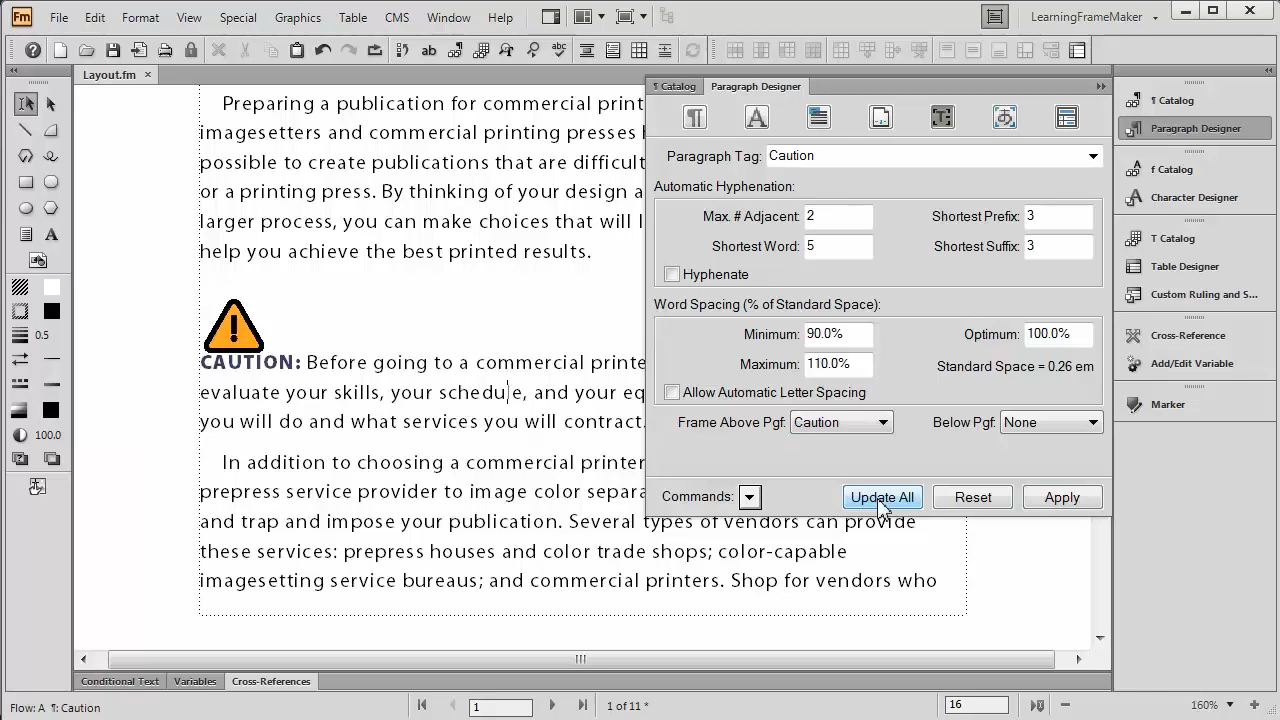 Fm File Edit Format View Special Graphics Table CMS Window Help LearningFrameMaker
Layout.fm ×
Preparing a publication for commercial print
imagesetters and commercial printing presses
possible to create publications that are difficult
or a printing press. By thinking of your design a
larger process, you can make choices that will
help you achieve the best printed results.
CAUTION: Before going to a commercial printe
evaluate your skills, your schedule, and your eq
you will do and what services you will contract.
In addition to choosing a commercial printer
prepress service provider to image color separa
and trap and impose your publication. Several types of vendors can provide
these services: prepress houses and color trade shops; color-capable
imagesetting service bureaus; and commercial printers. Shop for vendors who
¶ Catalog Paragraph Designer
Paragraph Tag: Caution
Automatic Hyphenation:
Max. # Adjacent: 2 Shortest Prefix: 3
Shortest Word: 5 Shortest Suffix: 3
Hyphenate
Word Spacing (% of Standard Space):
Minimum: 90.0% Optimum: 100.0%
Maximum: 110.0% Standard Space = 0.26 em
Allow Automatic Letter Spacing
Frame Above Pgf: Caution Below Pgf: None
Commands: Update All Reset Apply
¶ Catalog
Paragraph Designer
f Catalog
Character Designer
T Catalog
Table Designer
Custom Ruling and S...
Cross-Reference
Add/Edit Variable
Marker
0.5
100.0
Conditional Text Variables Cross-References
Flow: A ¶: Caution 1 1 of 11 * 16 160%